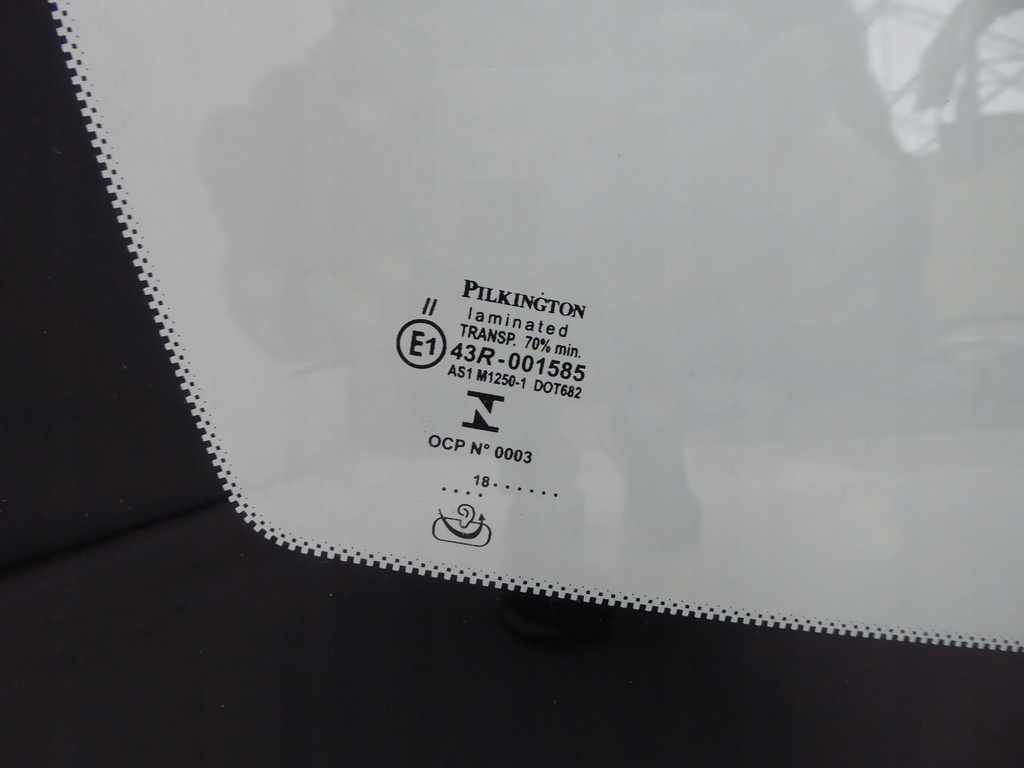 PILKINGTON
II
laminated
TRANSP. 70% min.
E1
43R-001585
AS1 M1250-1 DOT682
OCP N° 0003
18......
....